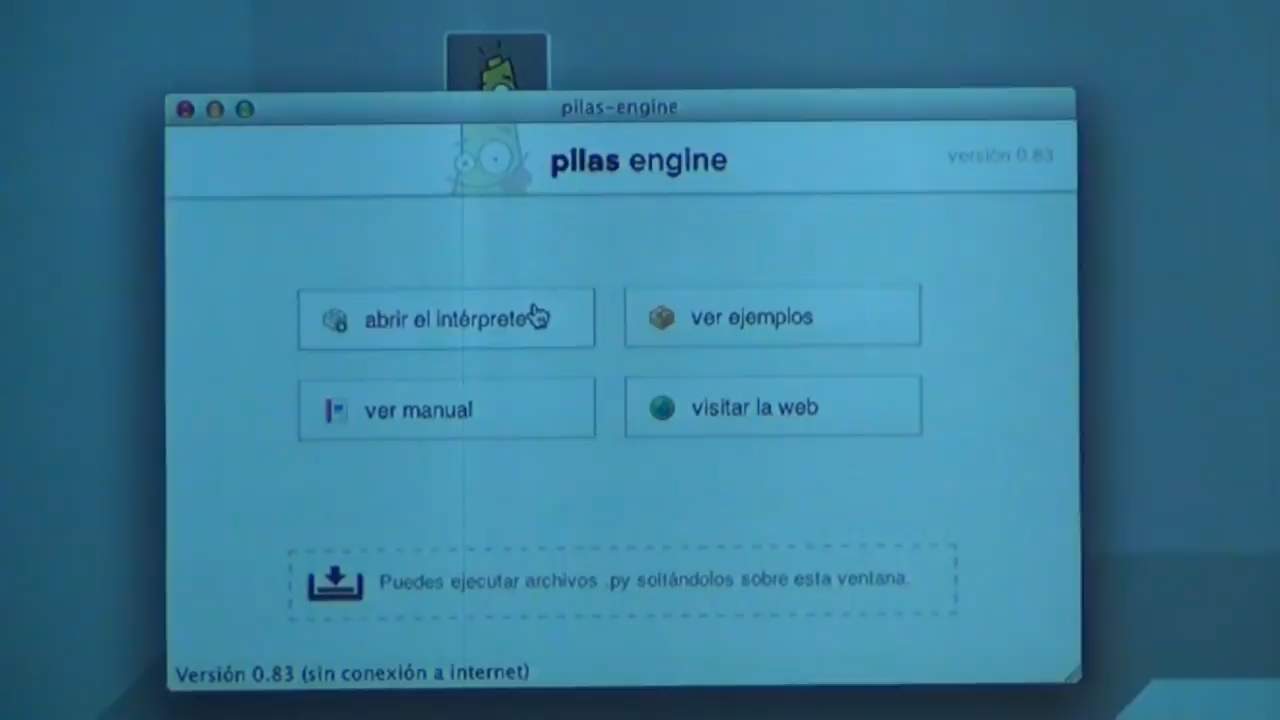 pilas-engine
pilas engine
versión 0.83
abrir el intérprete
ver ejemplos
ver manual
visitar la web
Puedes ejecutar archivos .py soltándolos sobre esta ventana.
Versión 0.83 (sin conexión a internet)